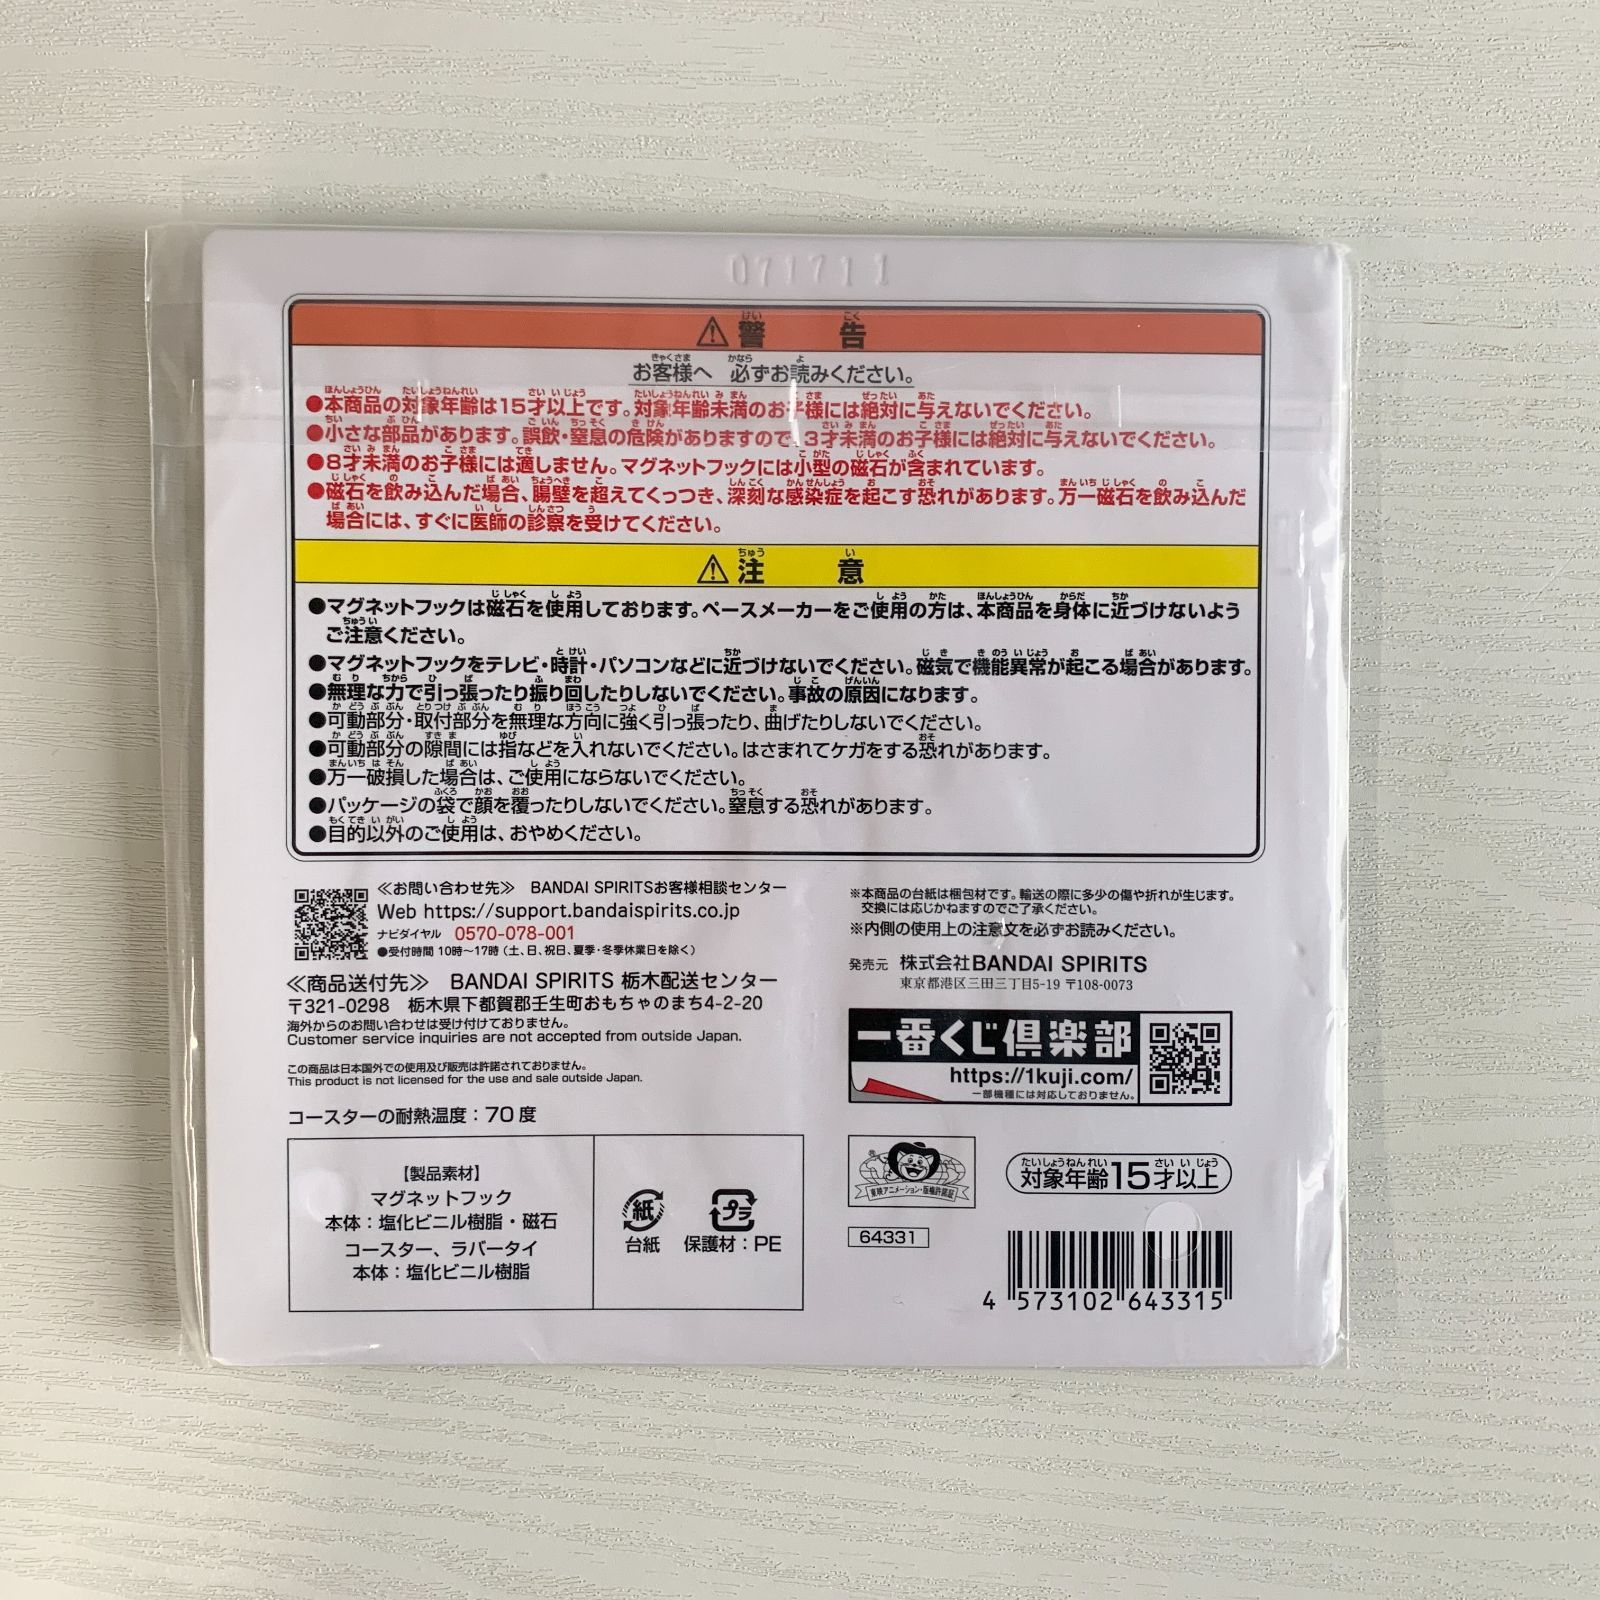 071711
⚠警告
お客様へ 必ずお読みください。
●本商品の対象年齢は15才以上です。対象年齢未満のお子様には絶対に与えないでください。
●小さな部品があります。誤飲・窒息の危険がありますので、3才未満のお子様には絶対に与えないでください。
●8才未満のお子様には適しません。マグネットフックには小型の磁石が含まれています。
●磁石を飲み込んだ場合、腸壁を超えてくっつき、深刻な感染症を起こす恐れがあります。万一磁石を飲み込んだ
場合には、すぐに医師の診察を受けてください。
⚠注意
●マグネットフックは磁石を使用しております。ペースメーカーをご使用の方は、本商品を身体に近づけないよう
ご注意ください。
●マグネットフックをテレビ・時計・パソコンなどに近づけないでください。磁気で機能異常が起こる場合があります。
●無理な力で引っ張ったり振り回したりしないでください。事故の原因になります。
●可動部分・取付部分を無理な方向に強く引っ張ったり、曲げたりしないでください。
●可動部分の隙間には指などを入れないでください。はさまれてケガをする恐れがあります。
●万一破損した場合は、ご使用にならないでください。
●パッケージの袋で顔を覆ったりしないでください。窒息する恐れがあります。
●目的以外のご使用は、おやめください。
≪お問い合わせ先≫ BANDAI SPIRITSお客様相談センター
Web https://support.bandaispirits.co.jp
ナビダイヤル 0570-078-001
●受付時間 10時～17時（土、日、祝日、夏季・冬季休業日を除く）
≪商品送付先≫ BANDAI SPIRITS 栃木配送センター
〒321-0298 栃木県下都賀郡壬生町おもちゃのまち4-2-20
海外からのお問い合わせは受け付けておりません。
Customer service inquiries are not accepted from outside Japan.
この商品は日本国外での使用及び販売は許諾されておりません。
This product is not licensed for the use and sale outside Japan.
コースターの耐熱温度：70度
【製品素材】
マグネットフック
本体：塩化ビニル樹脂・磁石
コースター、ラバータイ
本体：塩化ビニル樹脂
紙
台紙
プラ
保護材：PE
※本商品の台紙は梱包材です。輸送の際に多少の傷や折れが生じます。
交換には応じかねますのでご了承ください。
※内側の使用上の注意文を必ずお読みください。
発売元 株式会社BANDAI SPIRITS
東京都港区三田三丁目5-19 〒108-0073
一番くじ倶楽部
https://1kuji.com/
一部機種には対応しておりません。
東映アニメーション・版権許諾証
対象年齢15才以上
64331
4 573102 643315